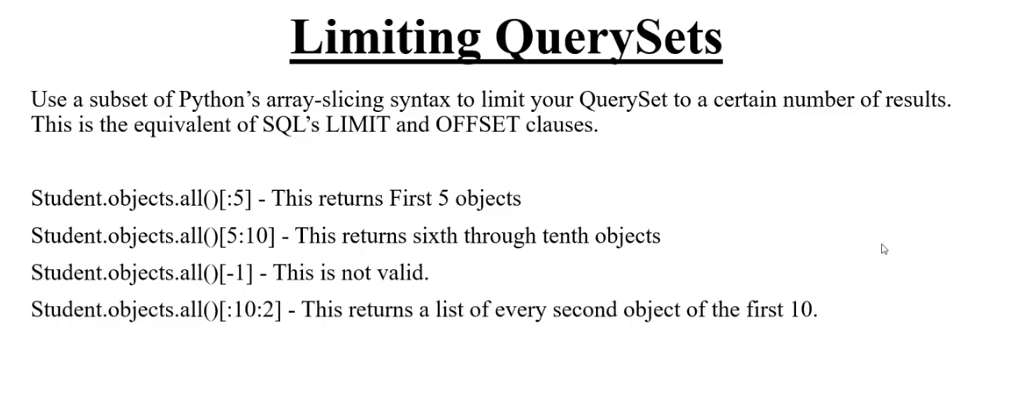 Limiting QuerySets
Use a subset of Python’s array-slicing syntax to limit your QuerySet to a certain number of results.
This is the equivalent of SQL’s LIMIT and OFFSET clauses.
Student.objects.all()[:5] - This returns First 5 objects
Student.objects.all()[5:10] - This returns sixth through tenth objects
Student.objects.all()[-1] - This is not valid.
Student.objects.all()[:10:2] - This returns a list of every second object of the first 10.